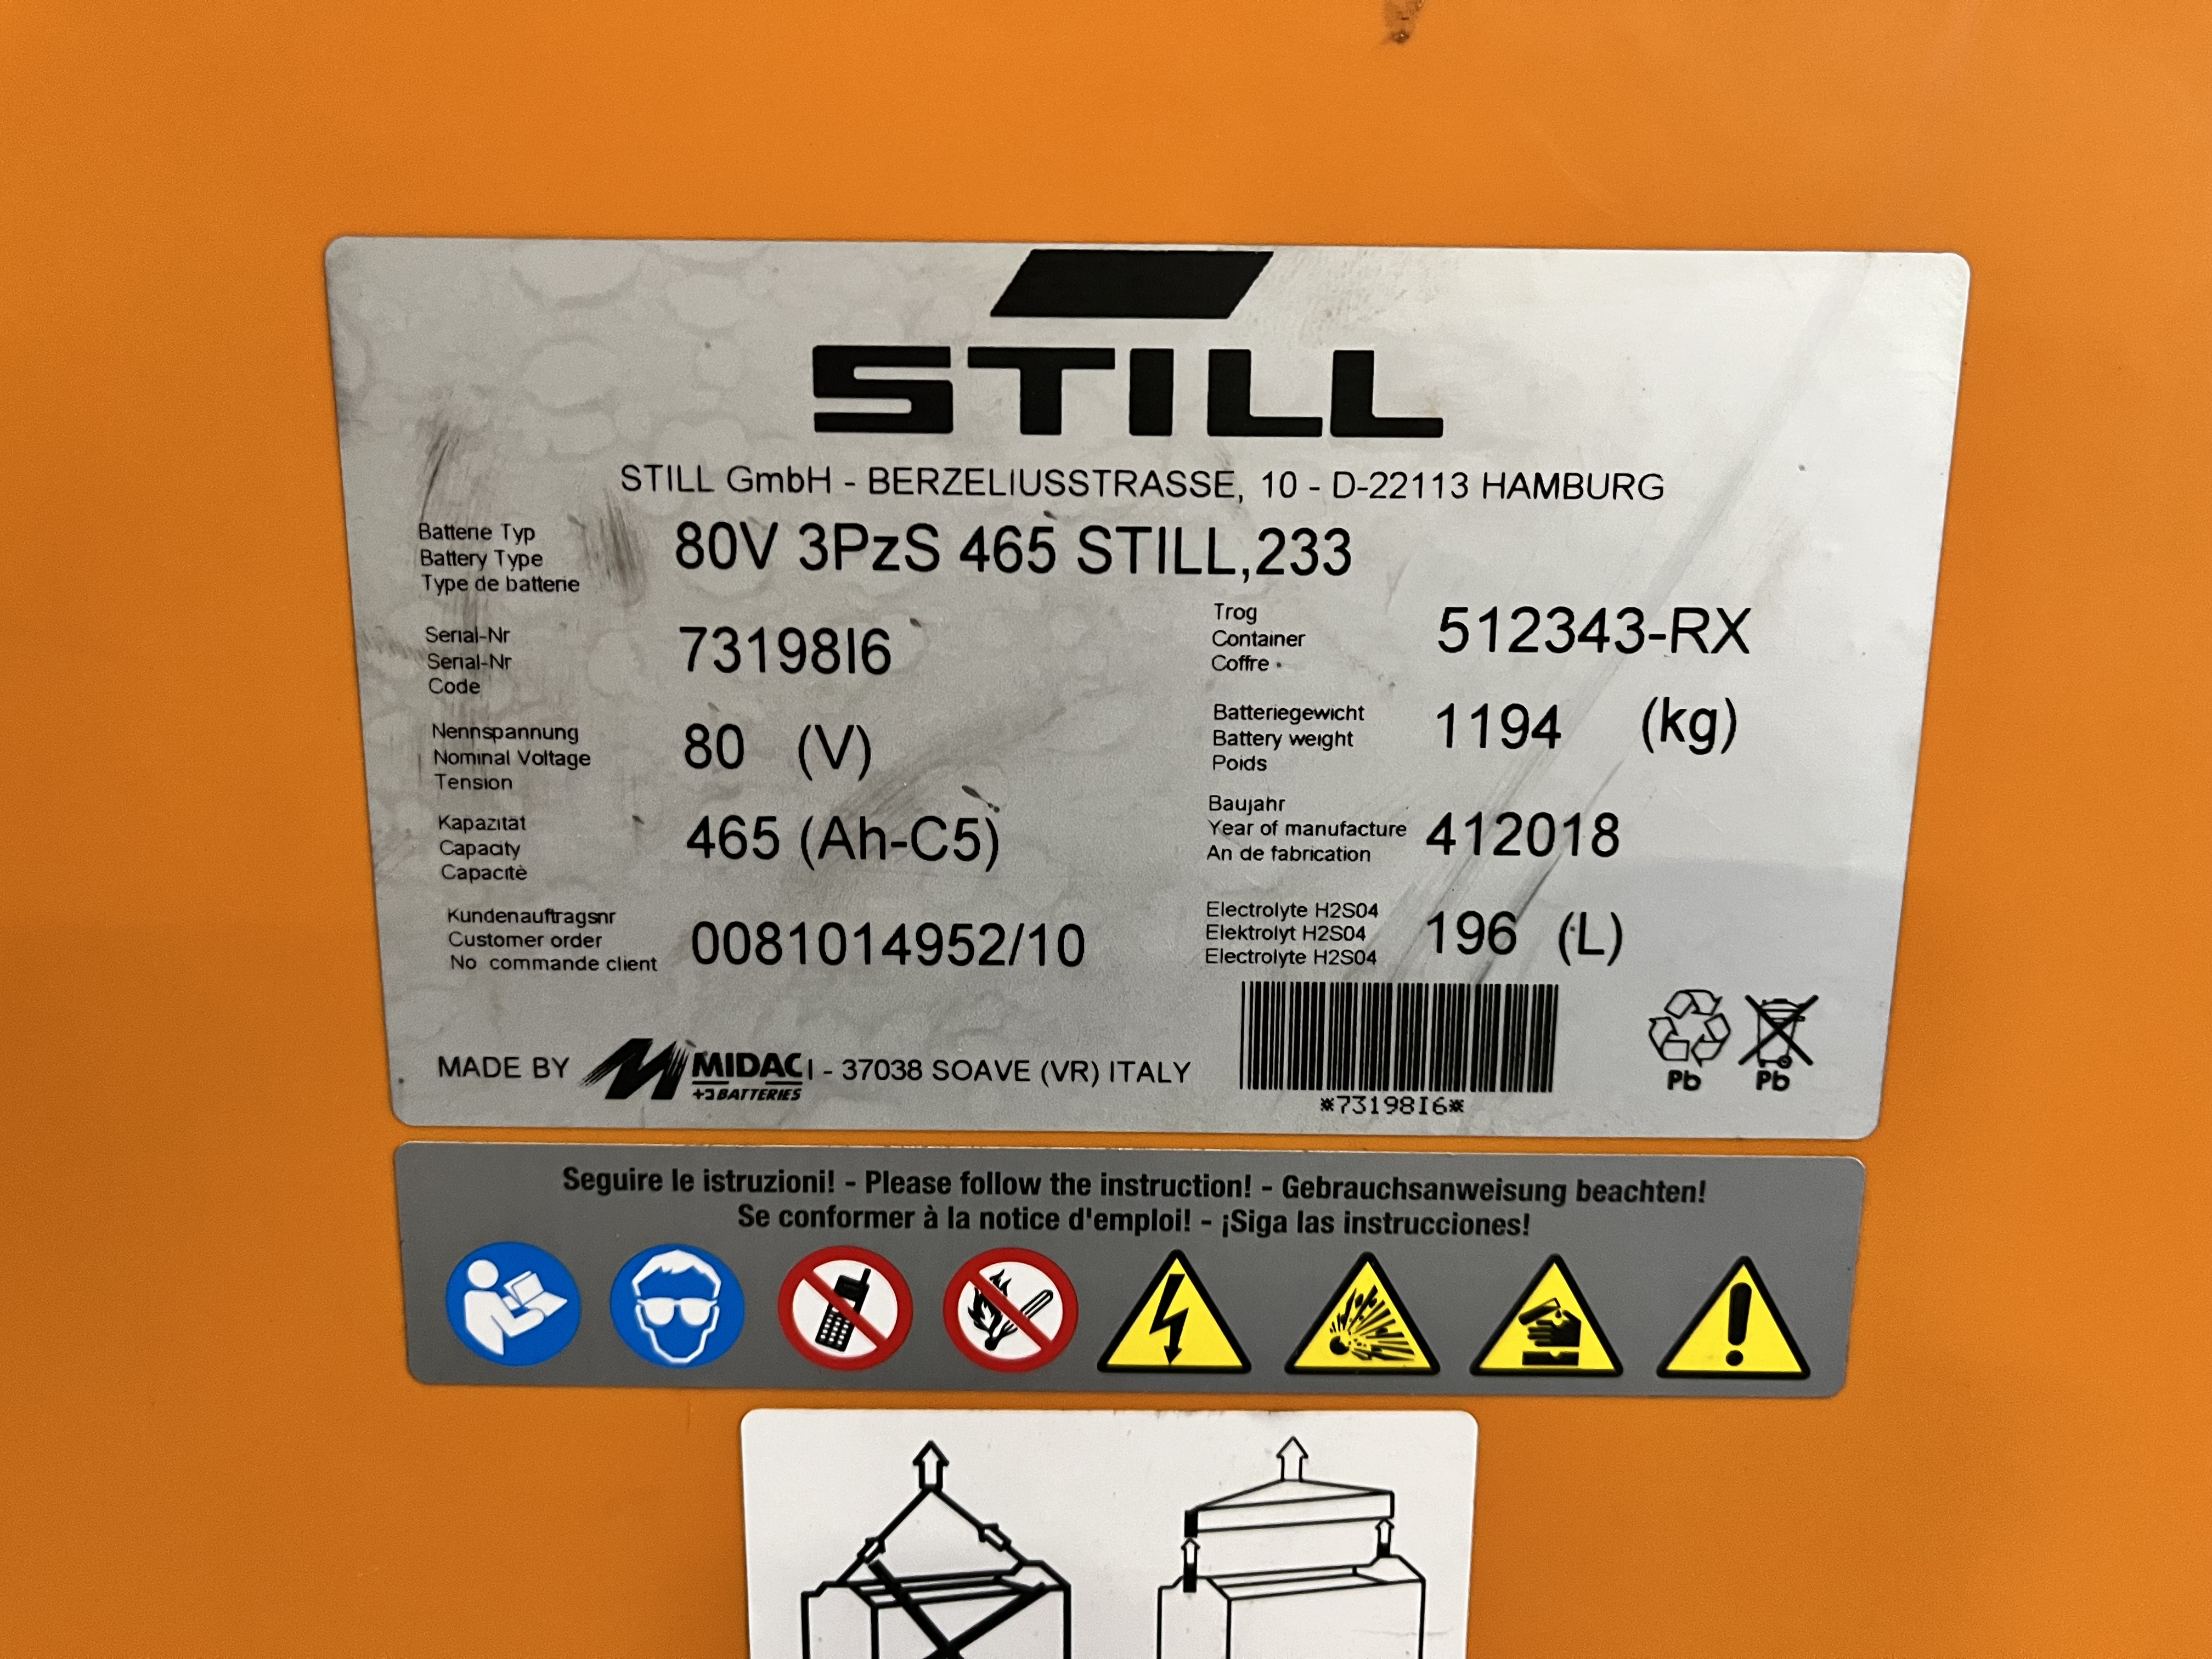 STILL
STILL GmbH - BERZELIUSSTRASSE, 10 - D-22113 HAMBURG
Batterie Typ
Battery Type
Type de batterie
80V 3PzS 465 STILL,233
Serial-Nr
Serial-Nr
Code
73198I6
Trog
Container
Coffre
512343-RX
Nennspannung
Nominal Voltage
Tension
80 (V)
Batteriegewicht
Battery weight
Poids
1194 (kg)
Kapazitat
Capacity
Capacitè
465 (Ah-C5)
Baujahr
Year of manufacture
An de fabrication
412018
Kundenauftragsnr
Customer order
No commande client
0081014952/10
Electrolyte H2S04
Elektrolyt H2S04
Electrolyte H2S04
196 (L)
MADE BY MIDAC I - 37038 SOAVE (VR) ITALY
BATTERIES
*73198I6*
Pb Pb
Seguire le istruzioni! - Please follow the instruction! - Gebrauchsanweisung beachten!
Se conformer à la notice d'emploi! - ¡Siga las instrucciones!